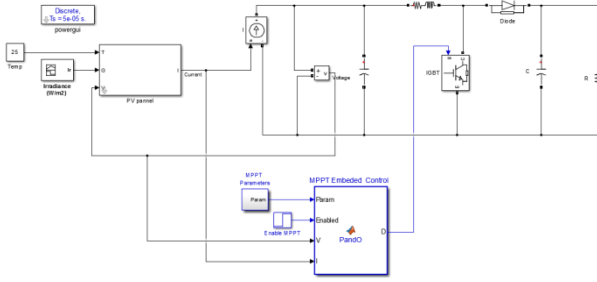 Discrete,
Ts = 5e-05 s.
powergui
25
Temp
Irradiance
(W/m2)
T
G
V
I
PV pannel
Current
I
+
-
v
Voltage
Diode
IGBT
C
R
MPPT
Parameters
Param
Enable MPPT
MPPT Embeded Control
Param
Enabled
V
I
D
PandO